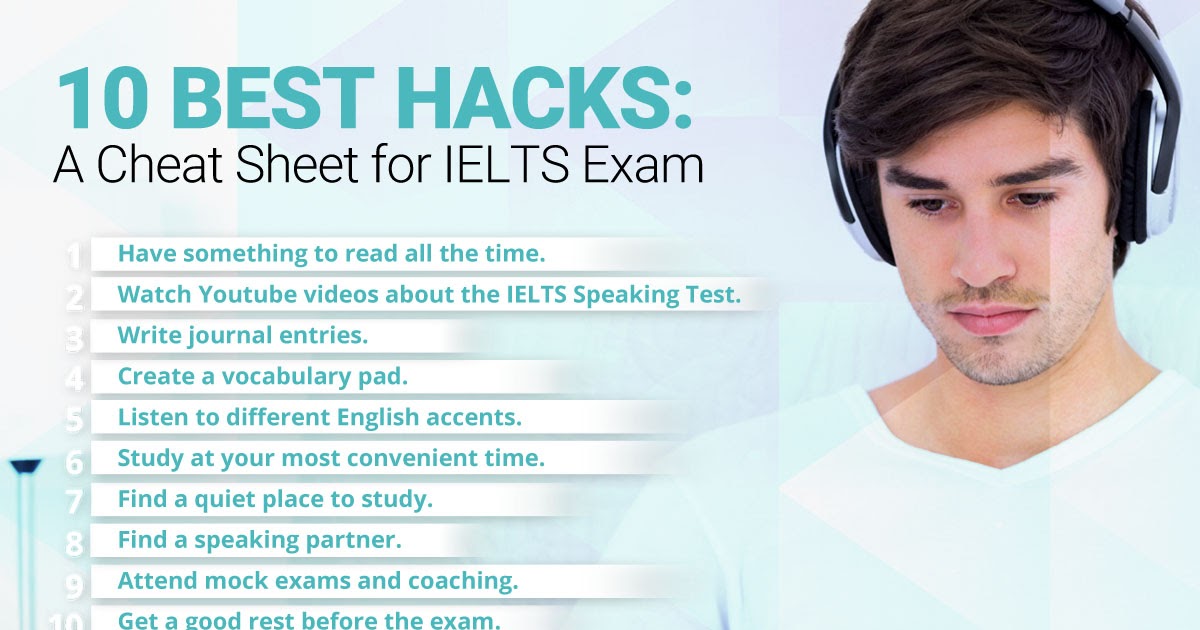 10 BEST HACKS:
A Cheat Sheet for IELTS Exam
1 Have something to read all the time.
2 Watch Youtube videos about the IELTS Speaking Test.
3 Write journal entries.
4 Create a vocabulary pad.
5 Listen to different English accents.
6 Study at your most convenient time.
7 Find a quiet place to study.
8 Find a speaking partner.
9 Attend mock exams and coaching.
10 Get a good rest before the exam.